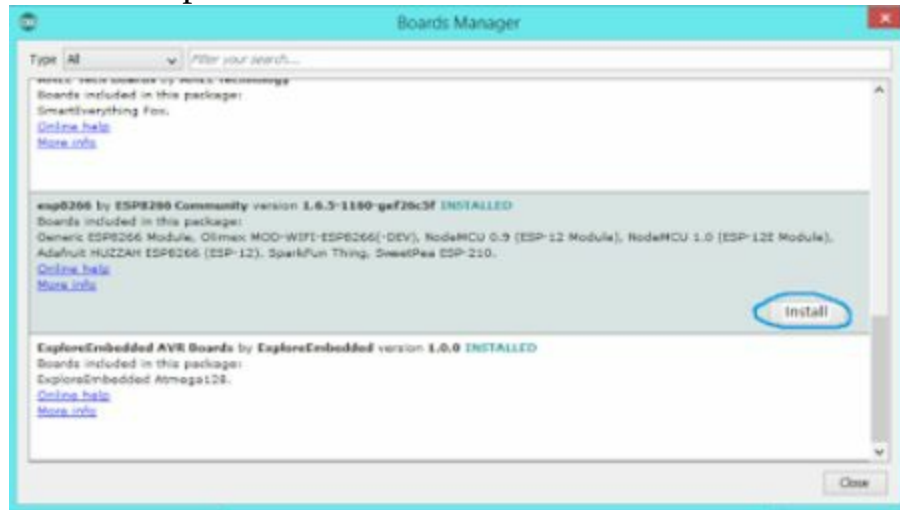 Boards Manager
Type All Filter your search...
Boards included in this package:
SmartEverything Fox.
Online help
More info
esp8266 by ESP8266 Community version 1.6.5-1160-gef26c5f INSTALLED
Boards included in this package:
Generic ESP8266 Module, Olimex MOD-WIFI-ESP8266(-DEV), NodeMCU 0.9 (ESP-12 Module), NodeMCU 1.0 (ESP-12E Module),
Adafruit HUZZAH ESP8266 (ESP-12), SparkFun Thing, SweetPea ESP-210.
Online help
More info
Install
ExploreEmbedded AVR Boards by ExploreEmbedded version 1.0.0 INSTALLED
Boards included in this package:
ExploreEmbedded Atmega128.
Online help
More info
Close